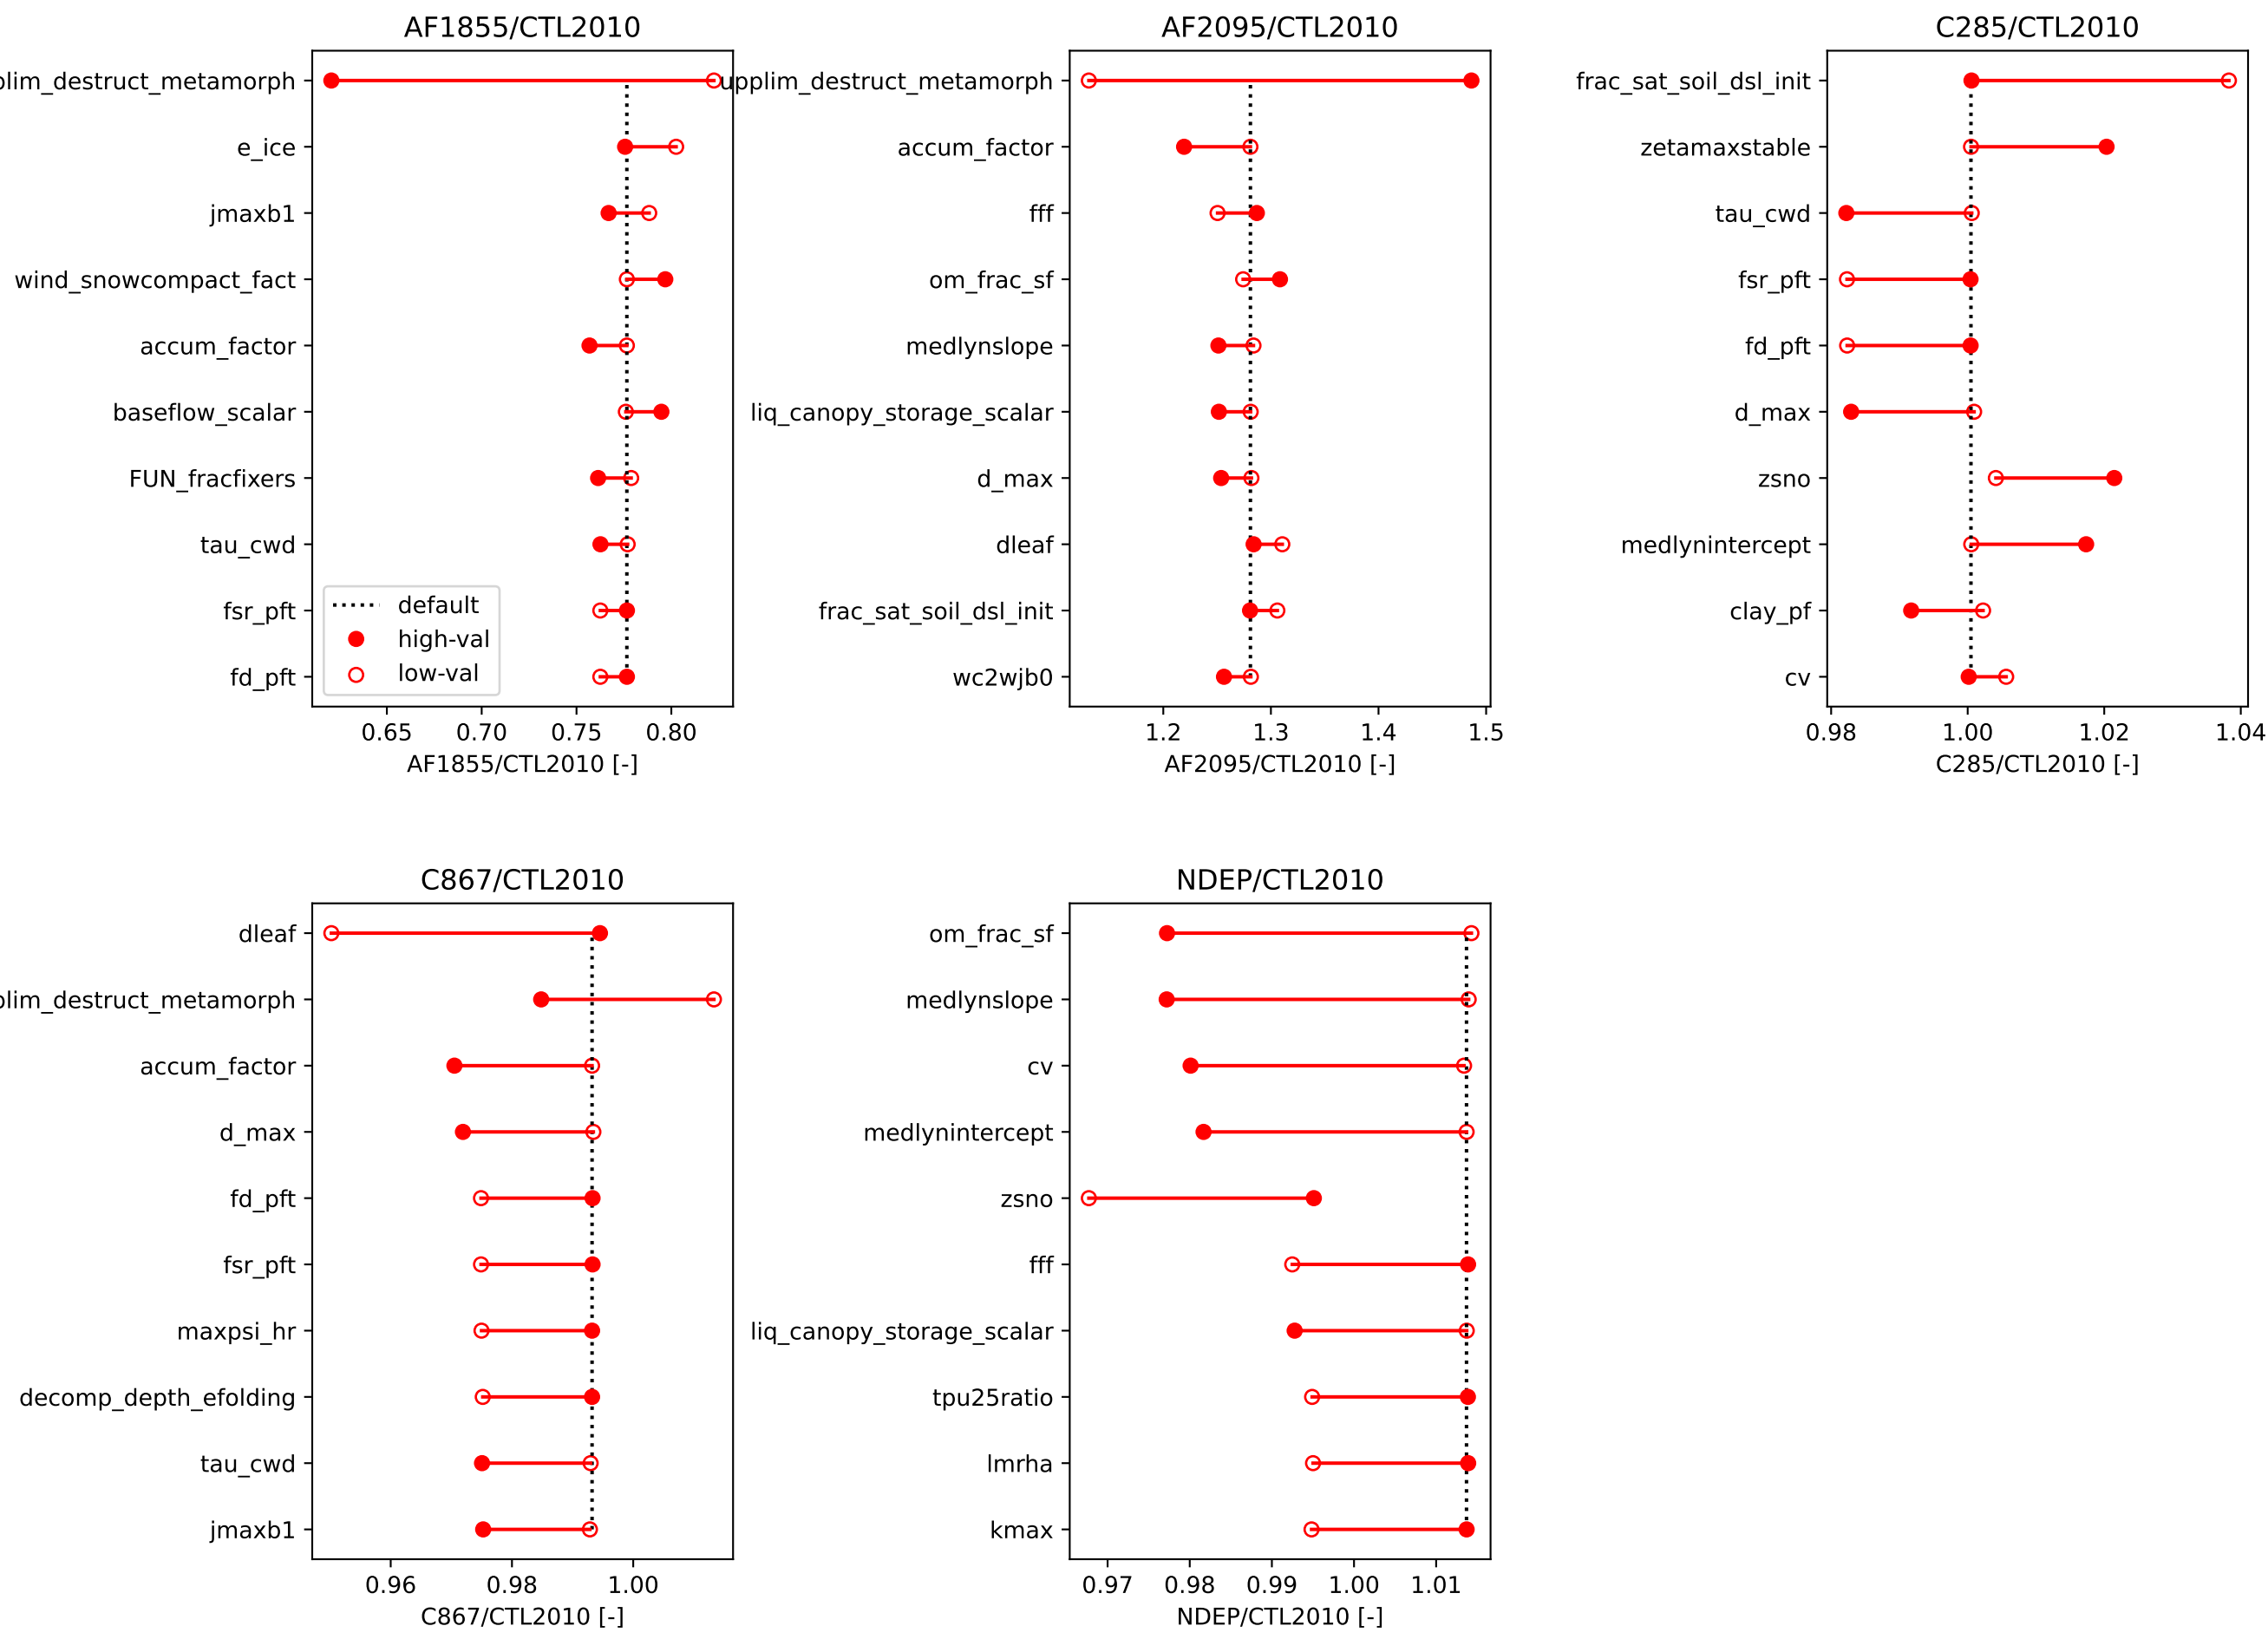 AF1855/CTL2010
plim_destruct_metamorph
e_ice
jmaxb1
wind_snowcompact_fact
accum_factor
baseflow_scalar
FUN_fracfixers
tau_cwd
fsr_pft
fd_pft
default
high-val
low-val
0.65 0.70 0.75 0.80
AF1855/CTL2010 [-]
AF2095/CTL2010
upplim_destruct_metamorph
accum_factor
fff
om_frac_sf
medlynslope
liq_canopy_storage_scalar
d_max
dleaf
frac_sat_soil_dsl_init
wc2wjb0
1.2 1.3 1.4 1.5
AF2095/CTL2010 [-]
C285/CTL2010
frac_sat_soil_dsl_init
zetamaxstable
tau_cwd
fsr_pft
fd_pft
d_max
zsno
medlynintercept
clay_pf
cv
0.98 1.00 1.02 1.04
C285/CTL2010 [-]
C867/CTL2010
dleaf
plim_destruct_metamorph
accum_factor
d_max
fd_pft
fsr_pft
maxpsi_hr
decomp_depth_efolding
tau_cwd
jmaxb1
0.96 0.98 1.00
C867/CTL2010 [-]
NDEP/CTL2010
om_frac_sf
medlynslope
cv
medlynintercept
zsno
fff
liq_canopy_storage_scalar
tpu25ratio
lmrha
kmax
0.97 0.98 0.99 1.00 1.01
NDEP/CTL2010 [-]